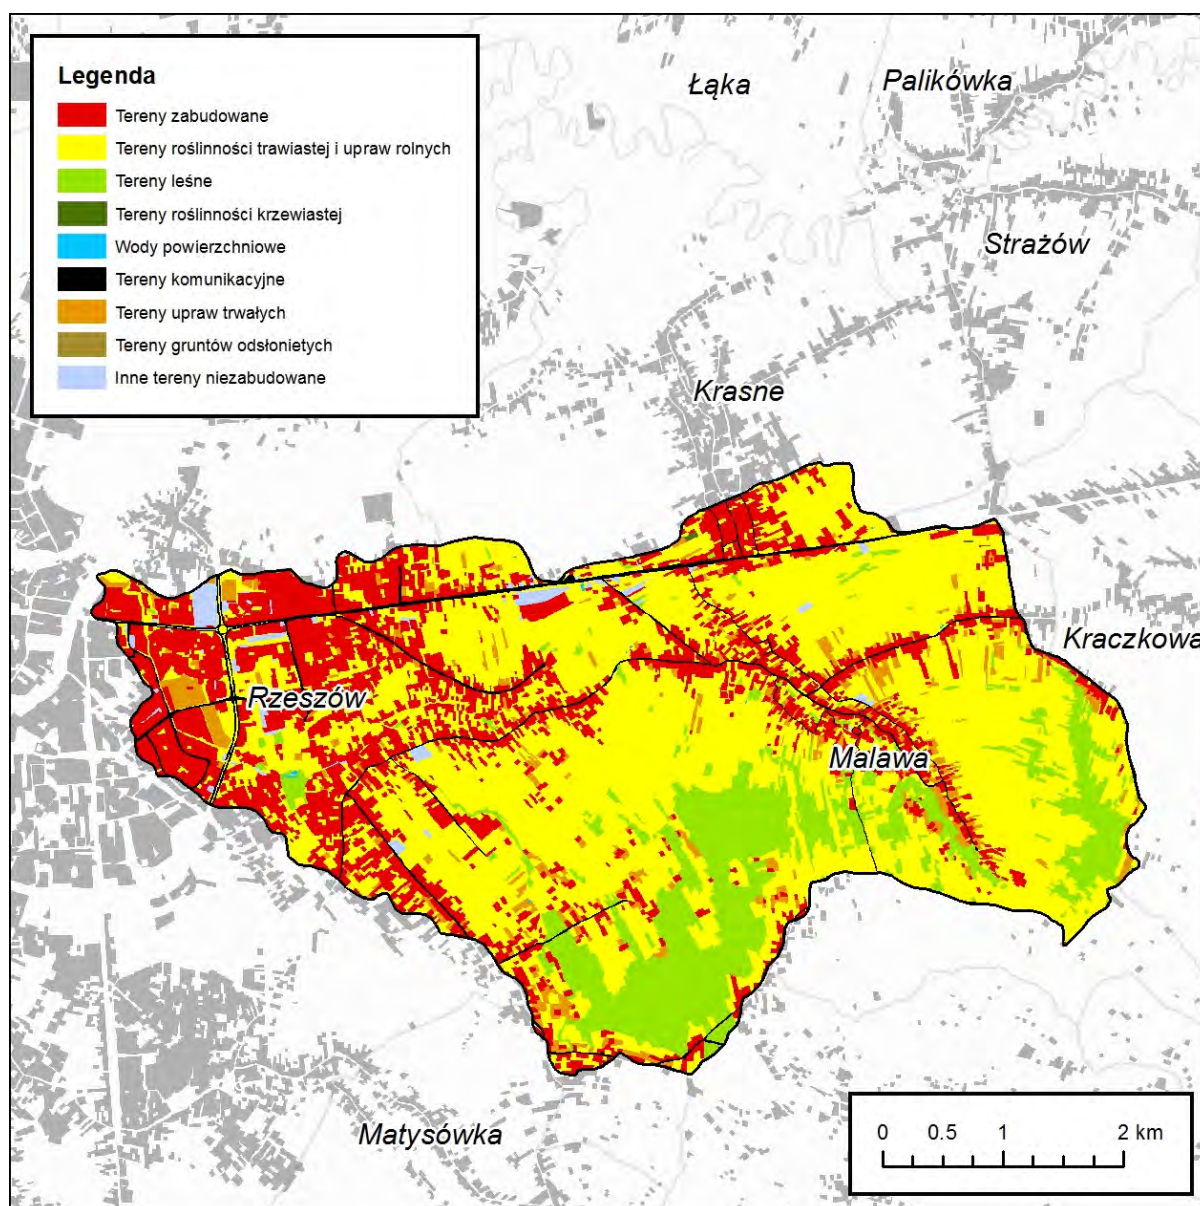 Legenda
Tereny zabudowane
Tereny roślinności trawiastej i upraw rolnych
Tereny leśne
Tereny roślinności krzewiastej
Wody powierzchniowe
Tereny komunikacyjne
Tereny upraw trwałych
Tereny gruntów odsłonietych
Inne tereny niezabudowane
Łąka
Palikówka
Strażów
Krasne
Kraczkowa
Rzeszów
Malawa
Matysówka
0 0.5 1 2 km